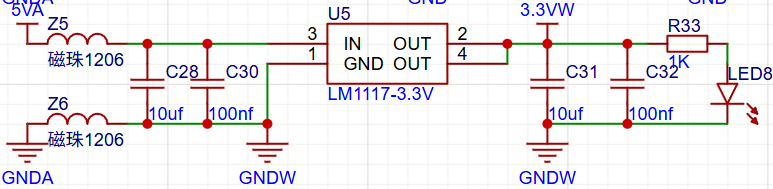 GND
GND
5VA
Z5
磁珠1206
C28
10uf
C30
100nf
Z6
磁珠1206
GNDA
GNDW
U5
3 IN OUT 2
1 GND OUT 4
LM1117-3.3V
3.3VW
C31
10uf
C32
100nf
R33
1K
LED8
GNDW